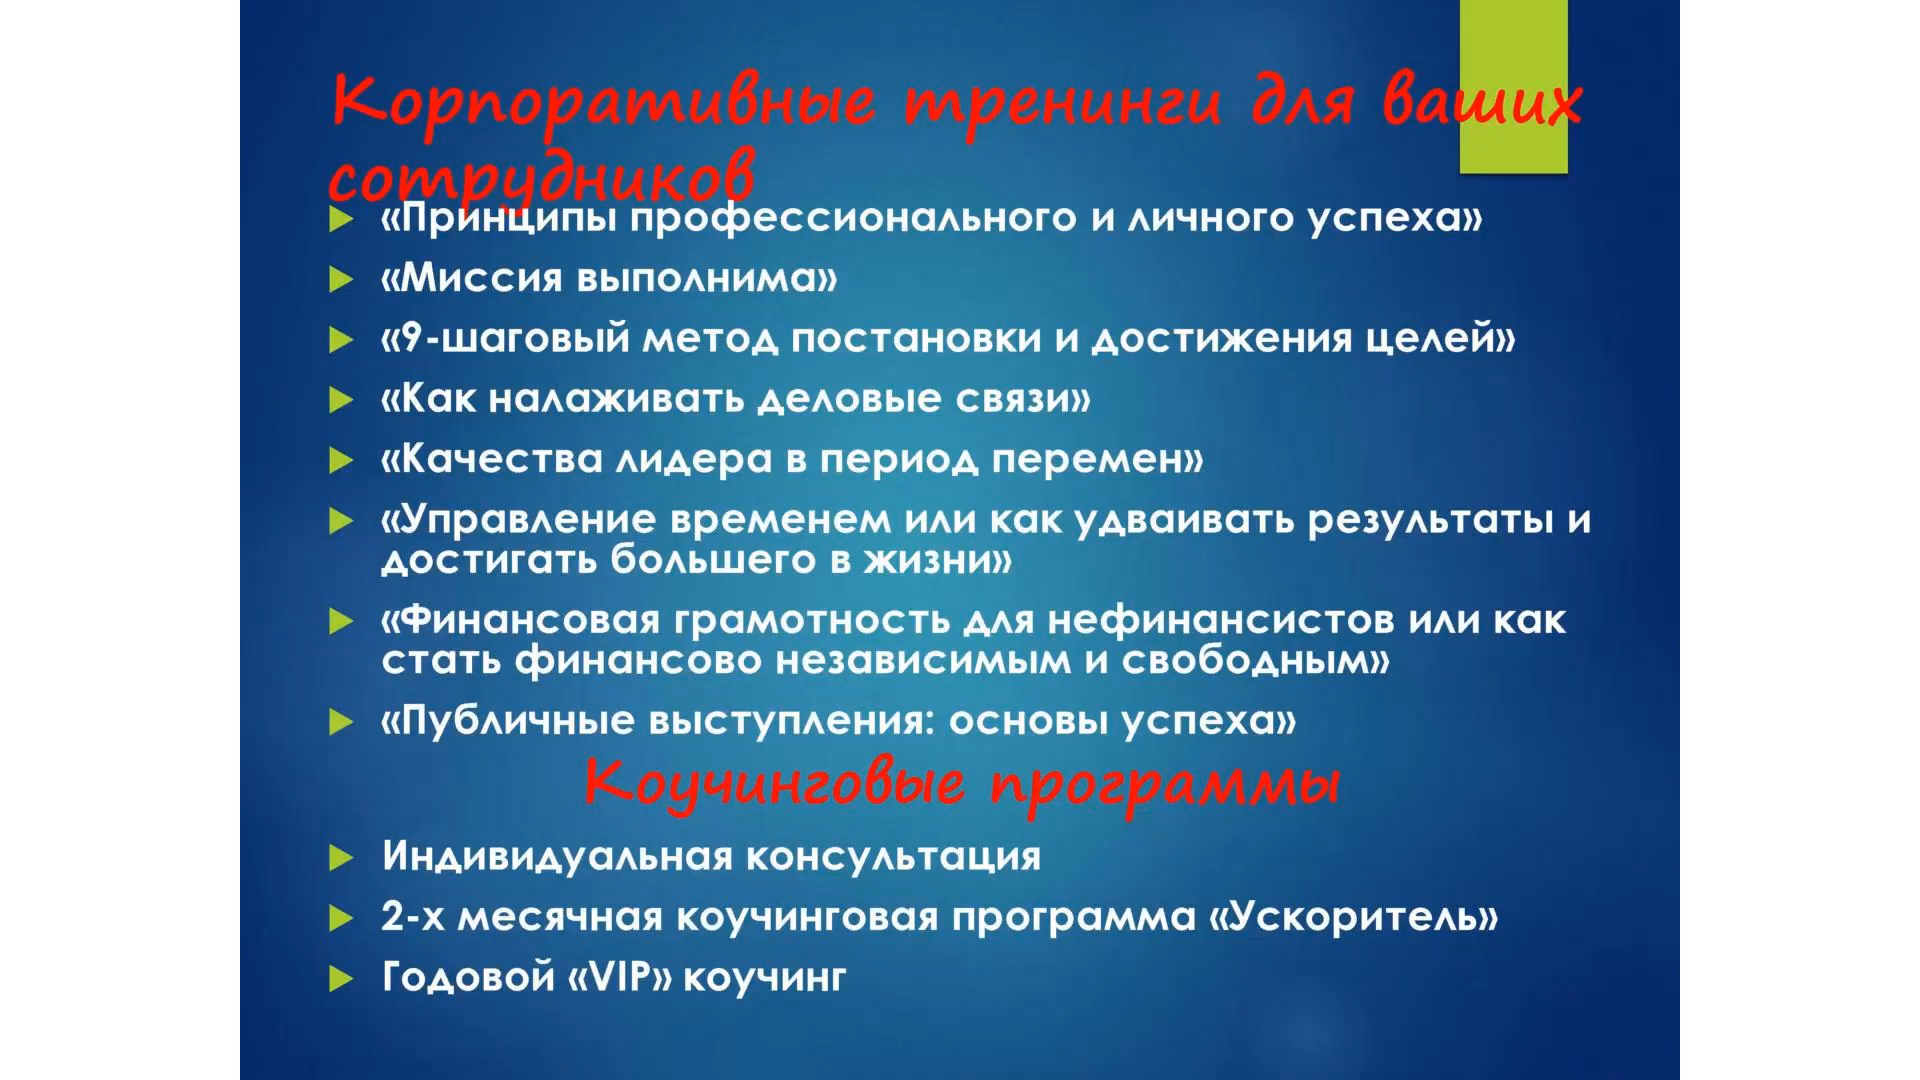 Корпоративные тренинги для ваших
сотрудников
«Принципы профессионального и личного успеха»
«Миссия выполнима»
«9-шаговый метод постановки и достижения целей»
«Как налаживать деловые связи»
«Качества лидера в период перемен»
«Управление временем или как удваивать результаты и
достигать большего в жизни»
«Финансовая грамотность для нефинансистов или как
стать финансово независимым и свободным»
«Публичные выступления: основы успеха»
Коучинговые программы
Индивидуальная консультация
2-х месячная коучинговая программа «Ускоритель»
Годовой «VIP» коучинг